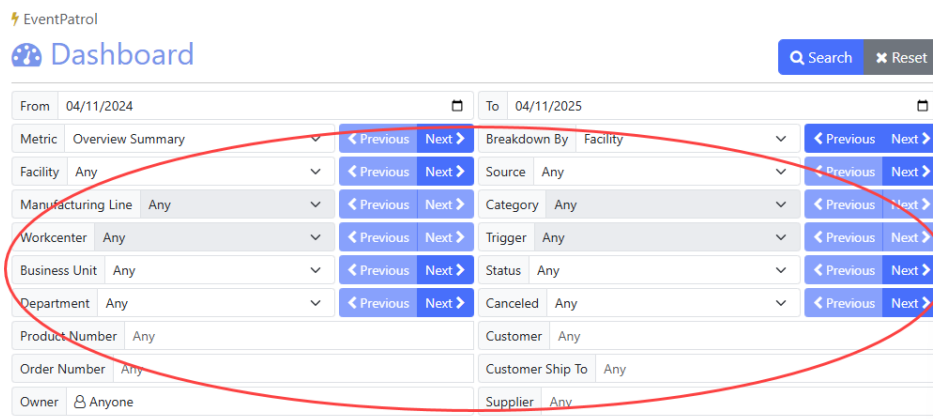 EventPatrol
Dashboard
Search Reset
From 04/11/2024 To 04/11/2025
Metric Overview Summary Previous Next Breakdown By Facility Previous Next
Facility Any Previous Next Source Any Previous Next
Manufacturing Line Any Previous Next Category Any Previous Next
Workcenter Any Previous Next Trigger Any Previous Next
Business Unit Any Previous Next Status Any Previous Next
Department Any Previous Next Canceled Any Previous Next
Product Number Any Customer Any
Order Number Any Customer Ship To Any
Owner Anyone Supplier Any